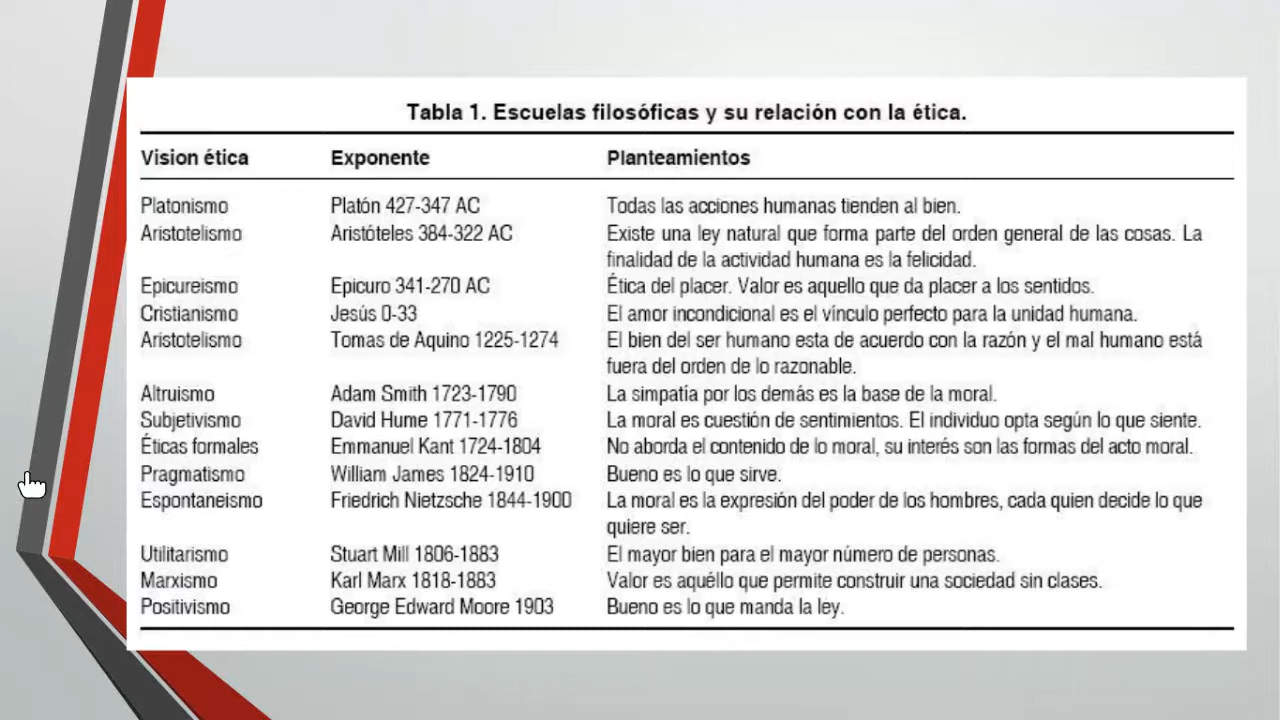 Tabla 1. Escuelas filosóficas y su relación con la ética.
Vision ética Exponente Planteamientos
Platonismo Platón 427-347 AC Todas las acciones humanas tienden al bien.
Aristotelismo Aristóteles 384-322 AC Existe una ley natural que forma parte del orden general de las cosas. La
finalidad de la actividad humana es la felicidad.
Epicureismo Epicuro 341-270 AC Ética del placer. Valor es aquello que da placer a los sentidos.
Cristianismo Jesús 0-33 El amor incondicional es el vínculo perfecto para la unidad humana.
Aristotelismo Tomas de Aquino 1225-1274 El bien del ser humano esta de acuerdo con la razón y el mal humano está
fuera del orden de lo razonable.
Altruismo Adam Smith 1723-1790 La simpatía por los demás es la base de la moral.
Subjetivismo David Hume 1771-1776 La moral es cuestión de sentimientos. El individuo opta según lo que siente.
Éticas formales Emmanuel Kant 1724-1804 No aborda el contenido de lo moral, su interés son las formas del acto moral.
Pragmatismo William James 1824-1910 Bueno es lo que sirve.
Espontaneismo Friedrich Nietzsche 1844-1900 La moral es la expresión del poder de los hombres, cada quien decide lo que
quiere ser.
Utilitarismo Stuart Mill 1806-1883 El mayor bien para el mayor número de personas.
Marxismo Karl Marx 1818-1883 Valor es aquéllo que permite construir una sociedad sin clases.
Positivismo George Edward Moore 1903 Bueno es lo que manda la ley.